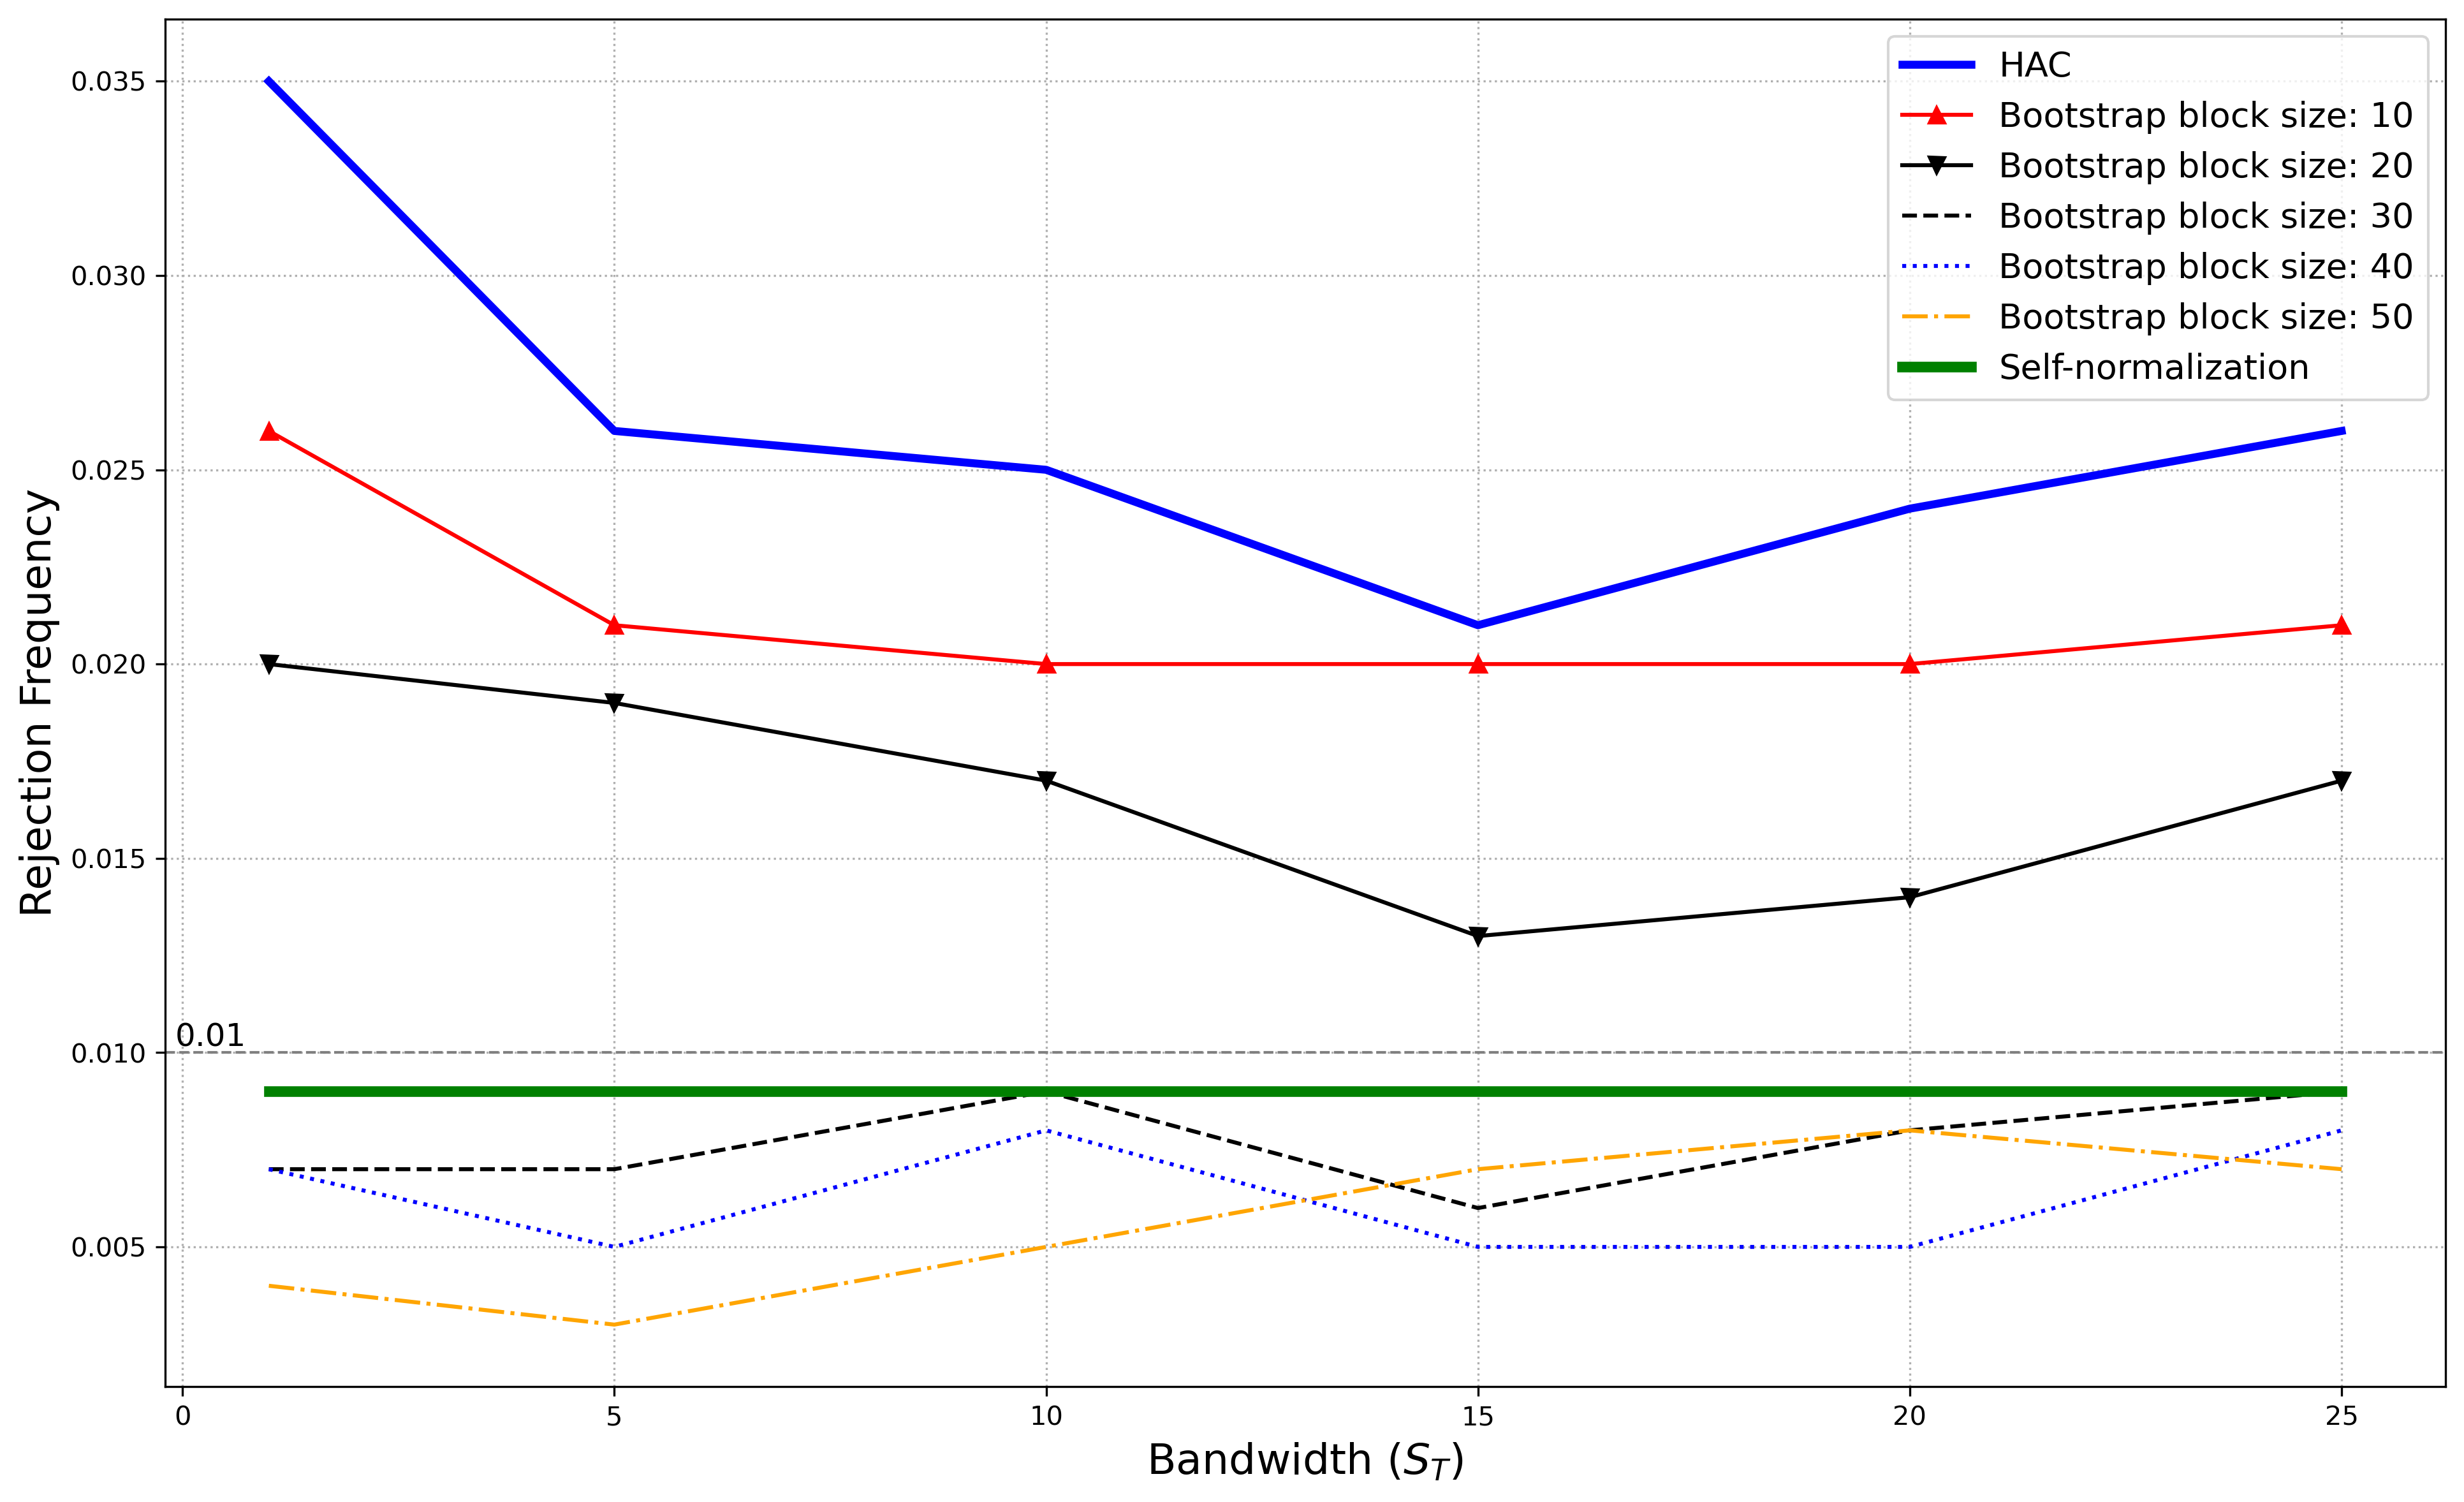 HAC
Bootstrap block size: 10
Bootstrap block size: 20
Bootstrap block size: 30
Bootstrap block size: 40
Bootstrap block size: 50
Self-normalization
Rejection Frequency
0.035
0.030
0.025
0.020
0.015
0.010
0.005
0.01
0
5
10
15
20
25
Bandwidth (S_T)